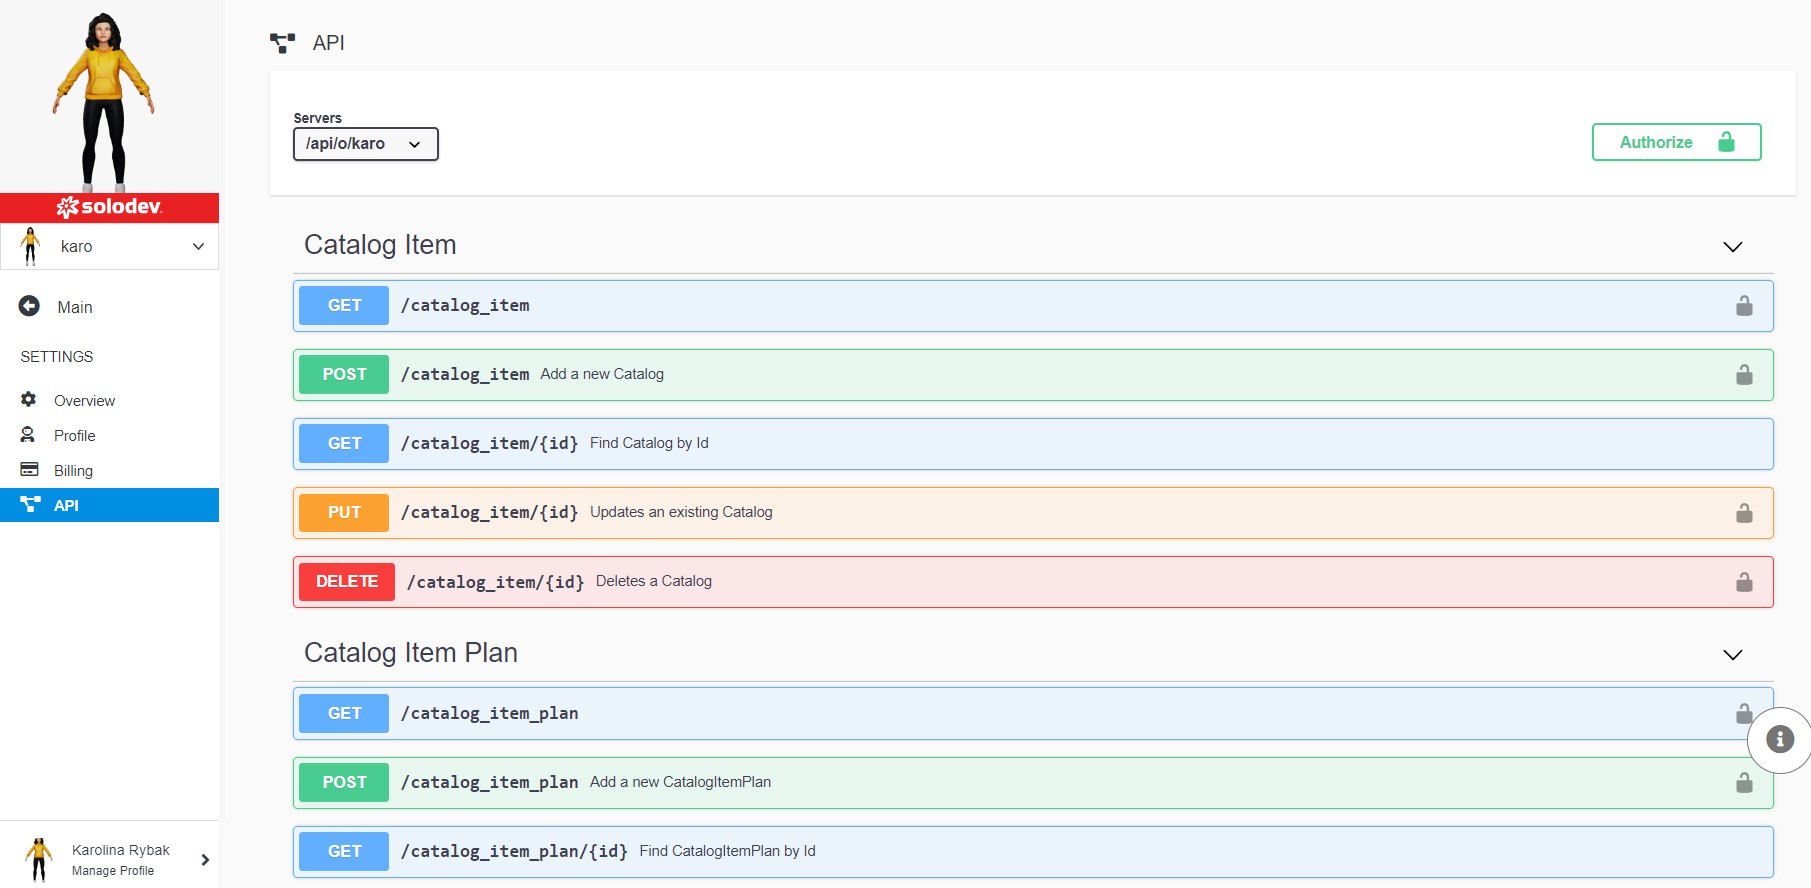 solodev
karo
Main
SETTINGS
Overview
Profile
Billing
API
Karolina Rybak
Manage Profile
API
Servers
/api/o/karo
Authorize
Catalog Item
GET /catalog_item
POST /catalog_item Add a new Catalog
GET /catalog_item/{id} Find Catalog by Id
PUT /catalog_item/{id} Updates an existing Catalog
DELETE /catalog_item/{id} Deletes a Catalog
Catalog Item Plan
GET /catalog_item_plan
POST /catalog_item_plan Add a new CatalogItemPlan
GET /catalog_item_plan/{id} Find CatalogItemPlan by Id